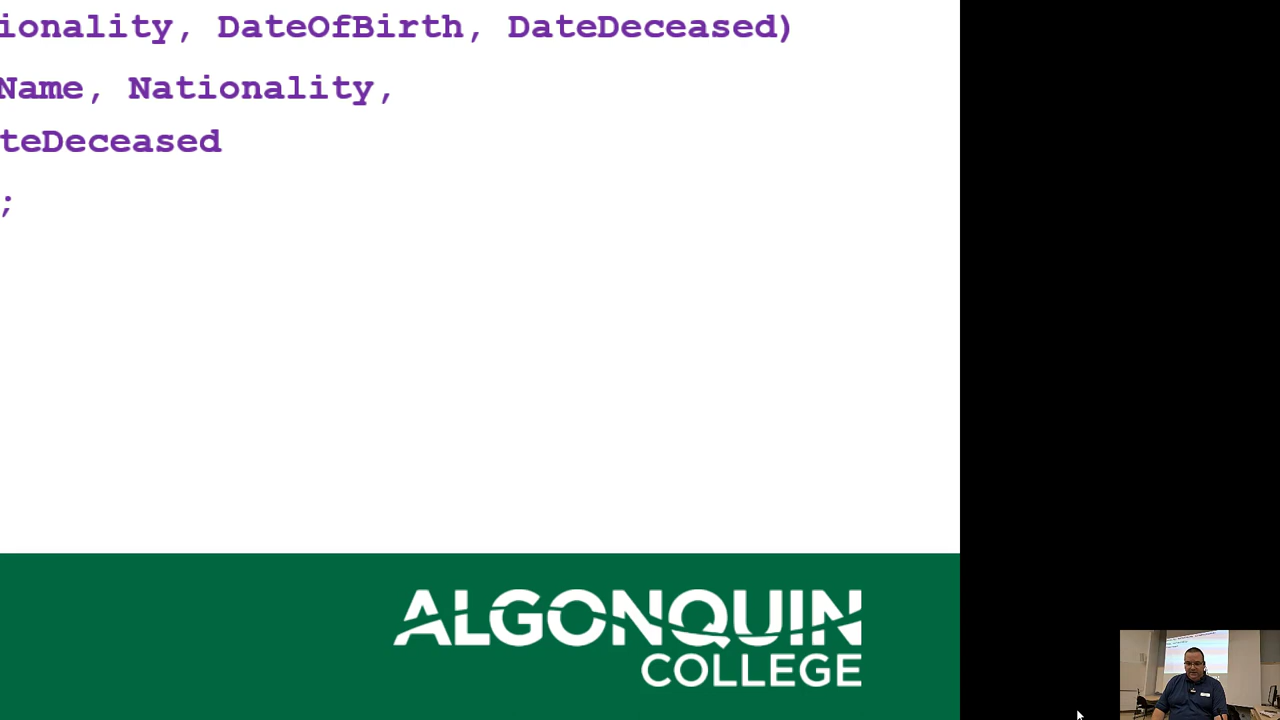 ionality, DateOfBirth, DateDeceased)
Name, Nationality,
teDeceased
;
ALGONQUIN
COLLEGE